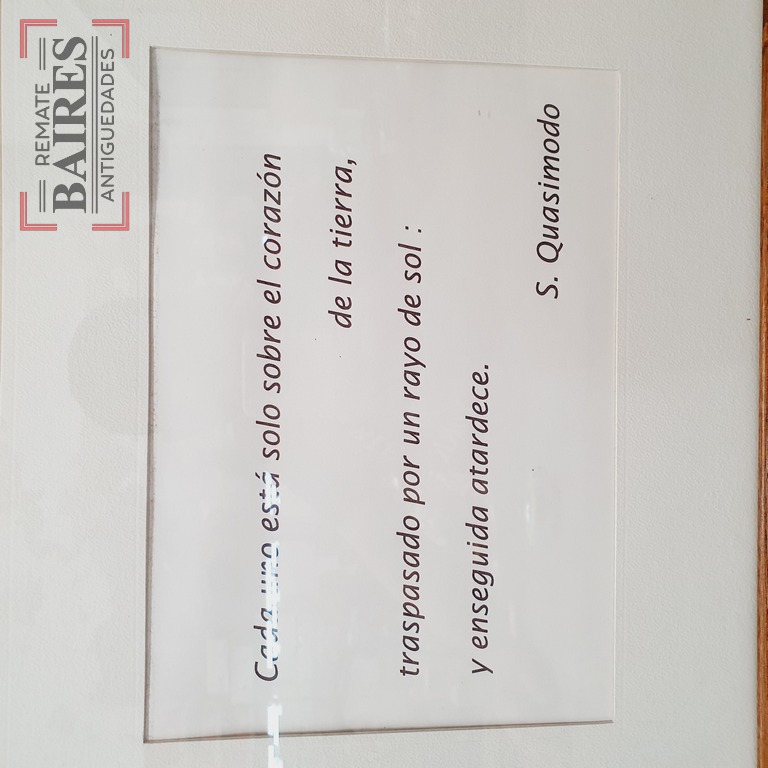 REMATE
BAIRES
ANTIGUEDADES
Cada uno está solo sobre el corazón
de la tierra,
traspasado por un rayo de sol :
y enseguida atardece.
S. Quasimodo